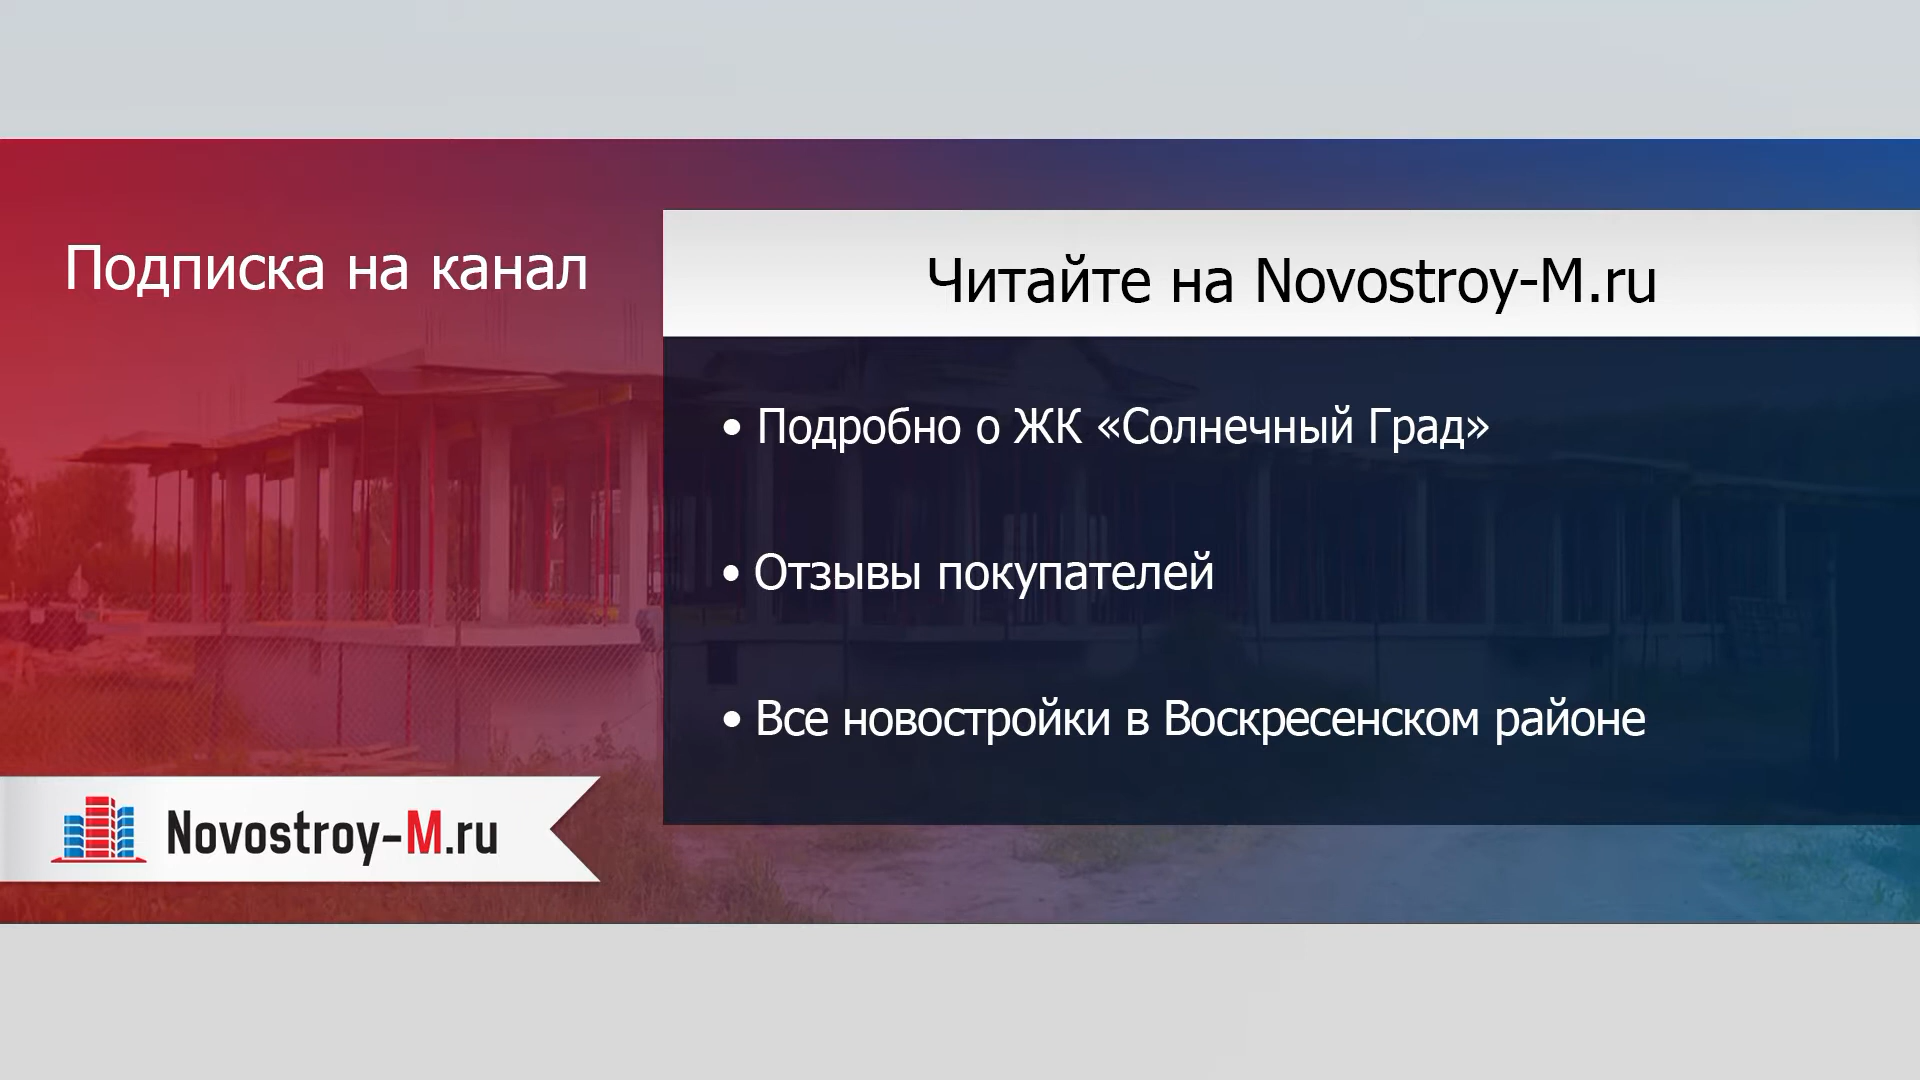 Подписка на канал
Читайте на Novostroy-M.ru
• Подробно о ЖК «Солнечный Град»
• Отзывы покупателей
• Все новостройки в Воскресенском районе
Novostroy-M.ru